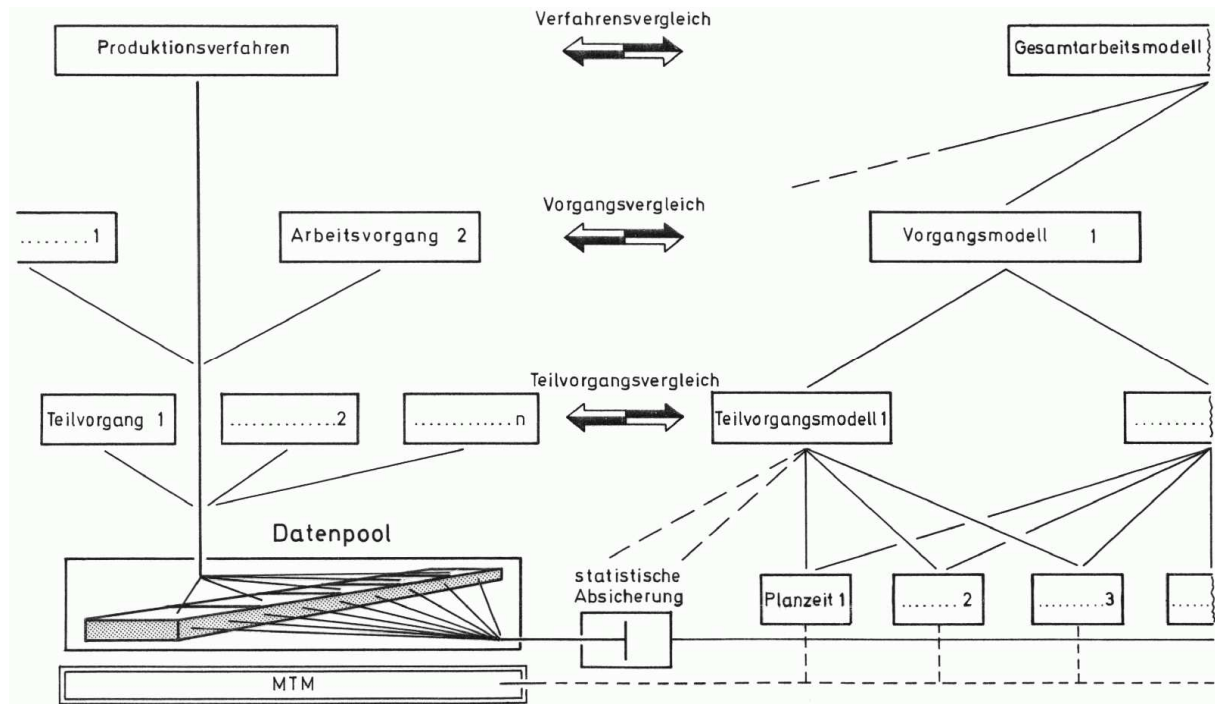 Verfahrensvergleich
Produktionsverfahren
Gesamtarbeitsmodell
Vorgangsvergleich
........1
Arbeitsvorgang 2
Vorgangsmodell 1
Teilvorgangsvergleich
Teilvorgang 1
..............2
.............n
Teilvorgangsmodell 1
.........
Datenpool
statistische
Absicherung
Planzeit 1
........2
..........3
.....
MTM